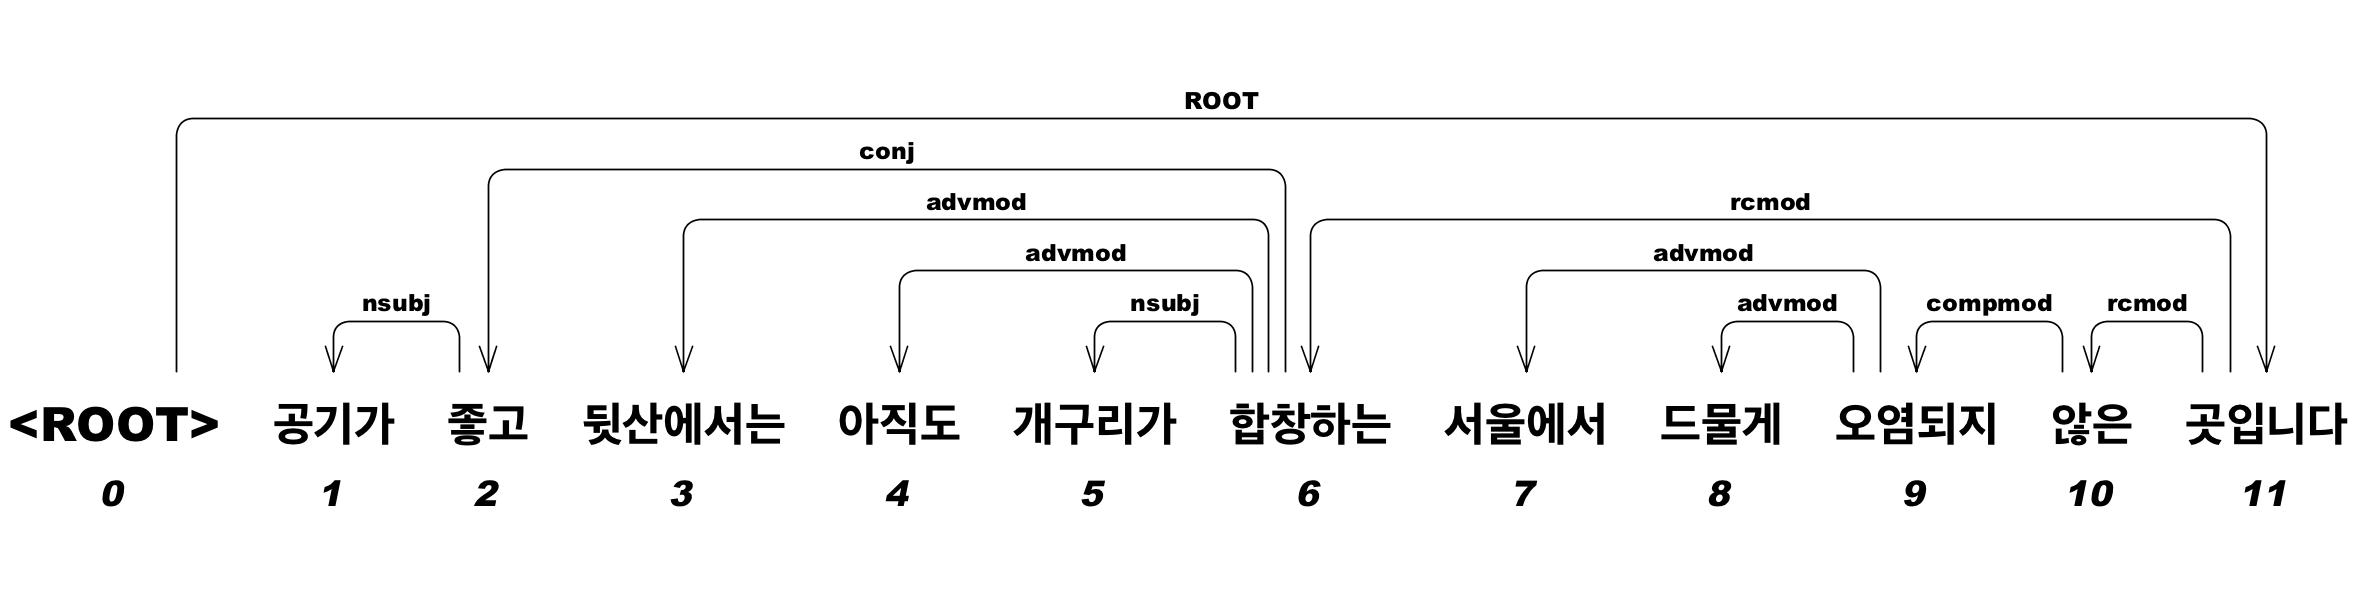 ROOT
conj
advmod rcmod
advmod advmod
nsubj nsubj advmod compmod rcmod
<ROOT> 공기가 좋고 뒷산에서는 아직도 개구리가 합창하는 서울에서 드물게 오염되지 않은 곳입니다
0 1 2 3 4 5 6 7 8 9 10 11